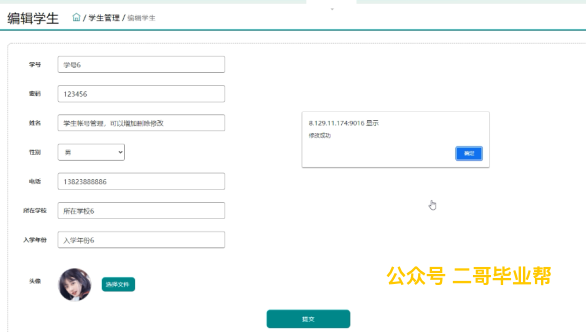 编辑学生 / 学生管理 / 编辑学生
学号 学号6
密码 123456
8.129.11.174:9016 显示
修改成功
姓名 学生帐号管理，可以增加删除修改
性别 男
确定
电话 13823888886
所在学校 所在学校6
入学年份 入学年份6
头像 选择文件
公众号 二哥毕业帮
提交